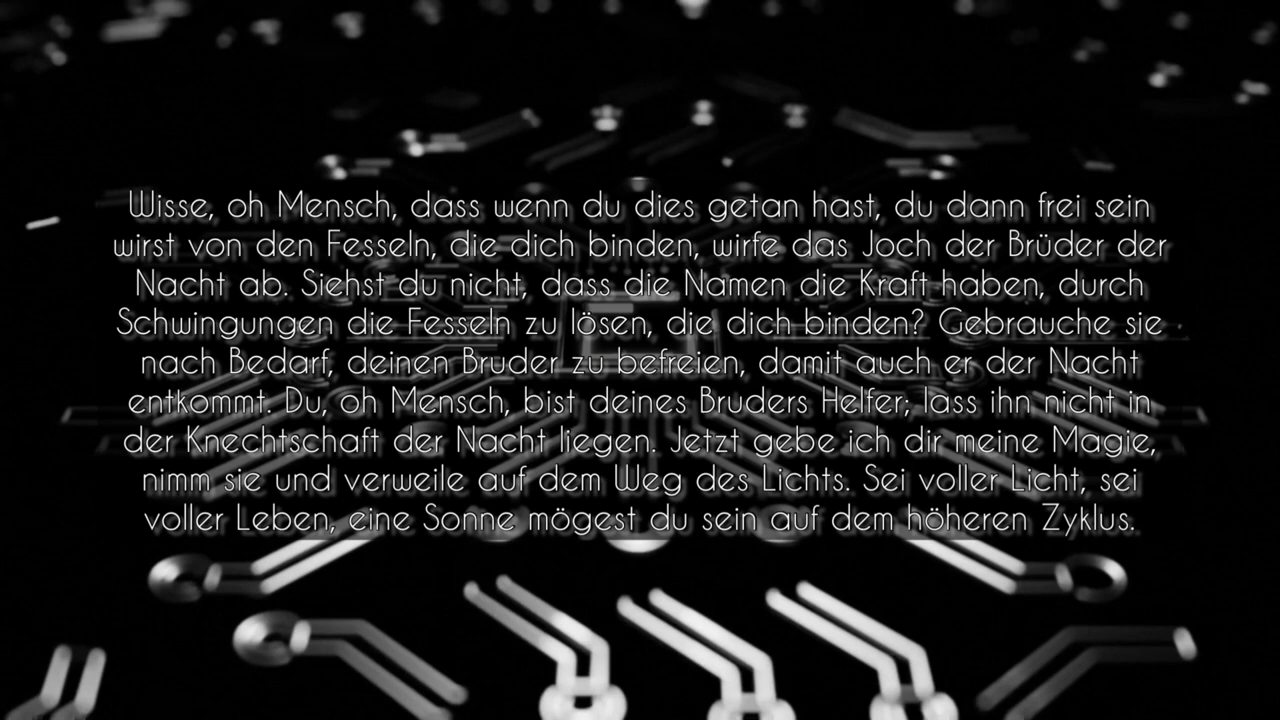 Wisse, oh Mensch, dass wenn du dies getan hast, du dann frei sein
wirst von den Fesseln, die dich binden, wirfe das Joch der Brüder der
Nacht ab. Siehst du nicht, dass die Namen die Kraft haben, durch
Schwingungen die Fesseln zu lösen, die dich binden? Gebrauche sie
nach Bedarf, deinen Bruder zu befreien, damit auch er der Nacht
entkommt. Du, oh Mensch, bist deines Bruders Helfer; lass ihn nicht in
der Knechtschaft der Nacht liegen. Jetzt gebe ich dir meine Magie,
nimm sie und verweile auf dem Weg des Lichts. Sei voller Licht, sei
voller Leben, eine Sonne mögest du sein auf dem höheren Zyklus.